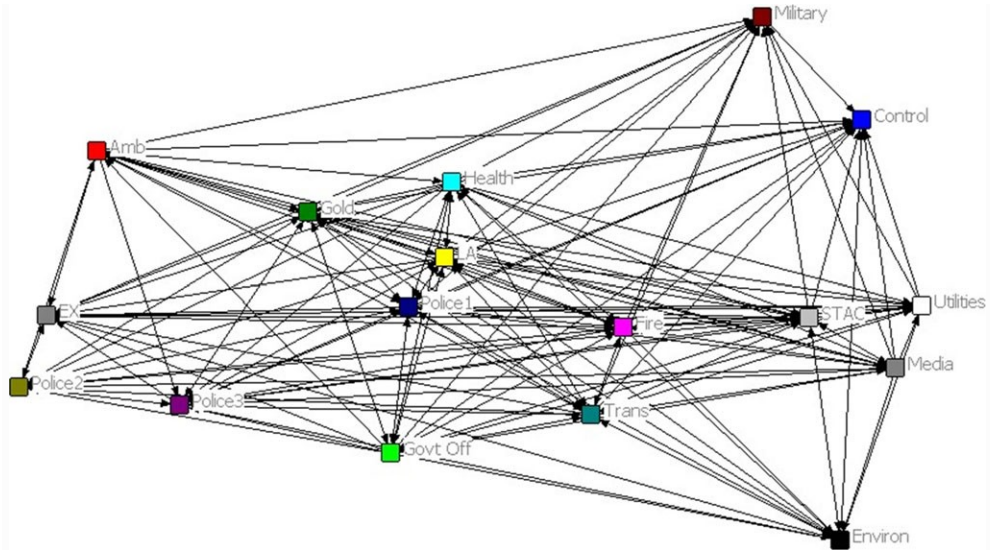 Military
Control
Amb
Health
Gold
LA
Police1
EX
Utilities
STAC
Fire
Media
Police2
Police3
Trans
Govt Off
Environ